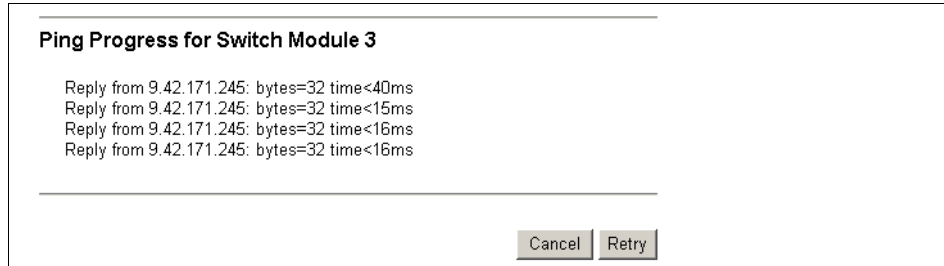 Ping Progress for Switch Module 3
Reply from 9.42.171.245: bytes=32 time<40ms
Reply from 9.42.171.245: bytes=32 time<15ms
Reply from 9.42.171.245: bytes=32 time<16ms
Reply from 9.42.171.245: bytes=32 time<16ms
Cancel Retry